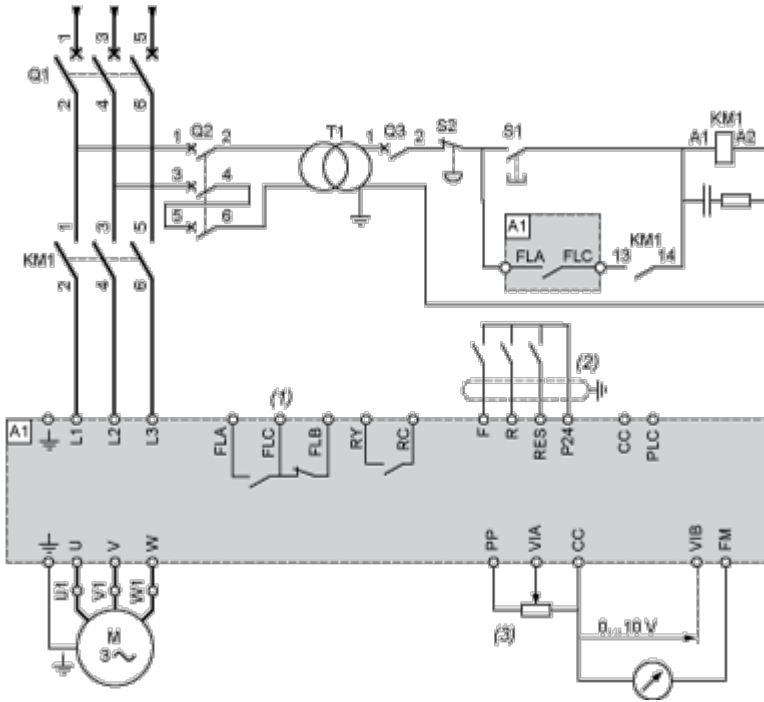 1 3 5
Q1
2 4 6
1 Q2 2
3 4
5 6
T1
1 Q3 2
S2
S1
KM1
A1 A2
A1
FLA FLC
KM1
13 14
1 3 5
KM1
2 4 6
(1)
(2)
A1
L1 L2 L3
FLA FLC FLB RY RC
F R RES P24 CC PLC
U V W
PP VIA CC VIB FM
U1 V1 W1
M
3
(3)
0...10 V